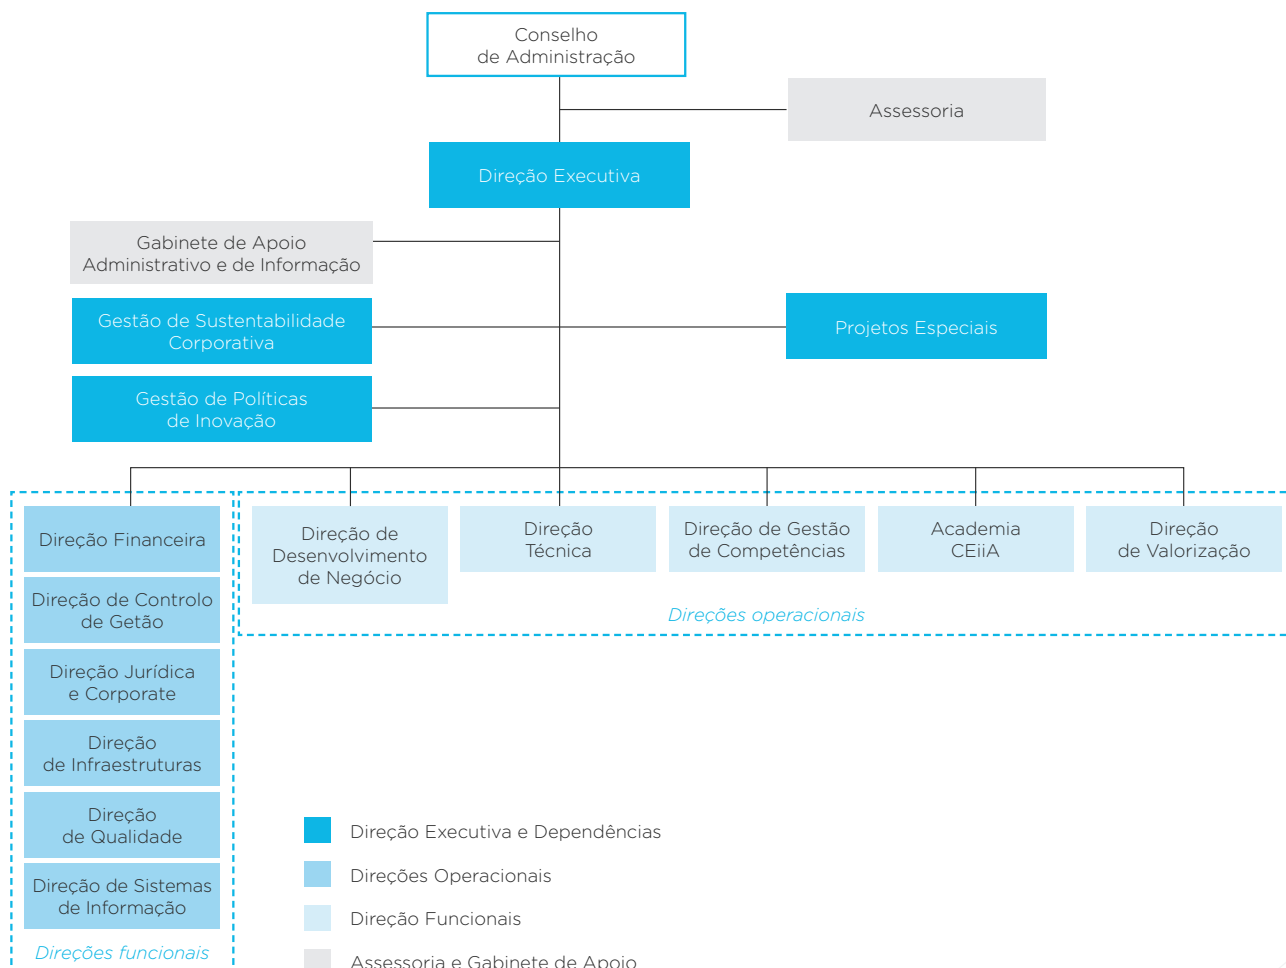 Conselho
de Administração
Assessoria
Direção Executiva
Gabinete de Apoio
Administrativo e de Informação
Gestão de Sustentabilidade
Corporativa
Projetos Especiais
Gestão de Políticas
de Inovação
Direção Financeira
Direção de Controlo
de Getão
Direção Jurídica
e Corporate
Direção
de Infraestruturas
Direção
de Qualidade
Direção de Sistemas
de Informação
Direções funcionais
Direção de
Desenvolvimento
de Negócio
Direção
Técnica
Direção de Gestão
de Competências
Academia
CEiiA
Direção
de Valorização
Direções operacionais
Direção Executiva e Dependências
Direções Operacionais
Direção Funcionais
Assessoria e Gabinete de Apoio